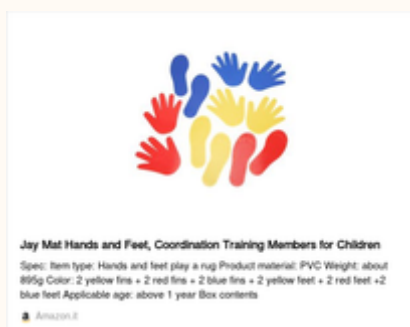 Jay Mat Hands and Feet, Coordination Training Members for Children
Spec: Item type: Hands and feet play a rug Product material: PVC Weight: about
895g Color: 2 yellow fins + 2 red fins + 2 blue fins + 2 yellow feet + 2 red feet +2
blue feet Applicable age: above 1 year Box contents
Amazon.it